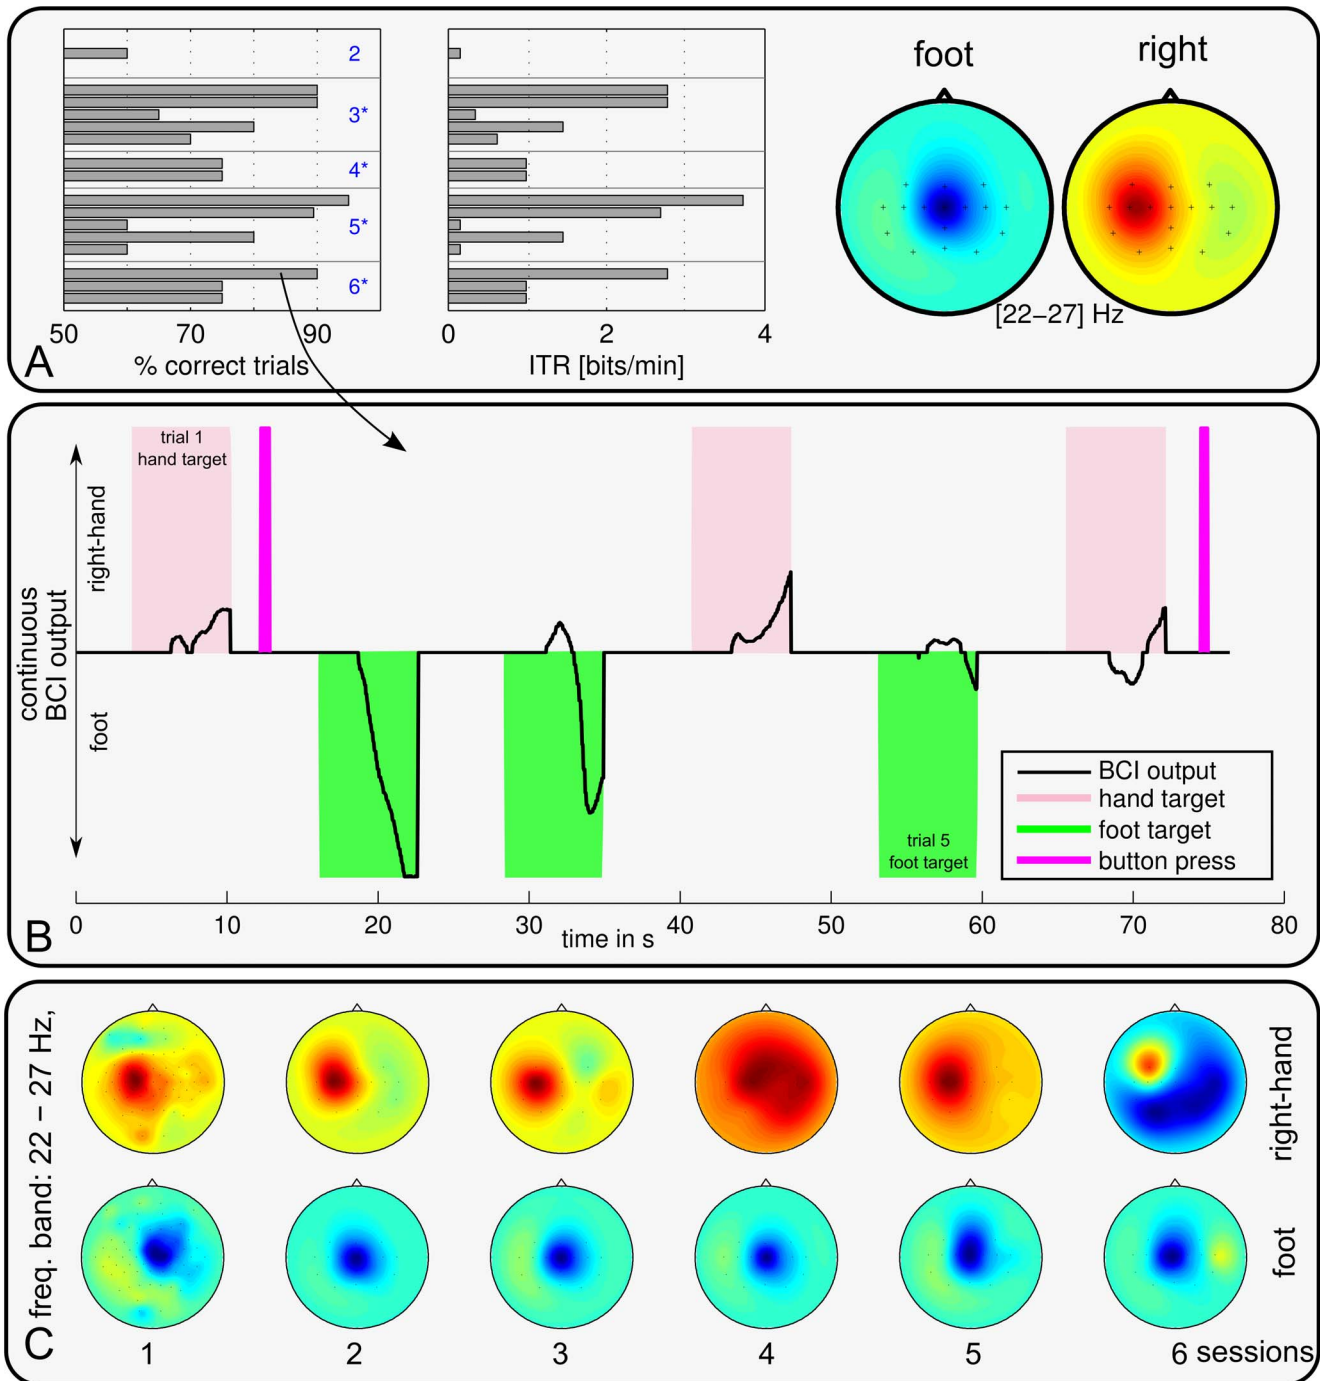 foot
right
2
3*
4*
5*
6*
50 70 90
0 2 4
% correct trials
ITR [bits/min]
[22−27] Hz
A
trial 1
hand target
right-hand
continuous
BCI output
foot
BCI output
hand target
foot target
button press
trial 5
foot target
0 10 20 30 40 50 60 70 80
time in s
B
freq. band: 22 − 27 Hz,
right-hand
foot
C
1 2 3 4 5 6 sessions